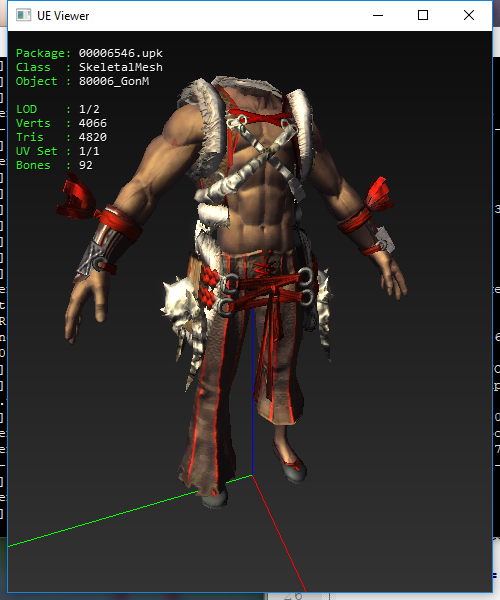 UE Viewer
Package: 00006546.upk
Class : SkeletalMesh
Object : 80006_GonM
LOD : 1/2
Verts : 4066
Tris : 4820
UV Set : 1/1
Bones : 92
26